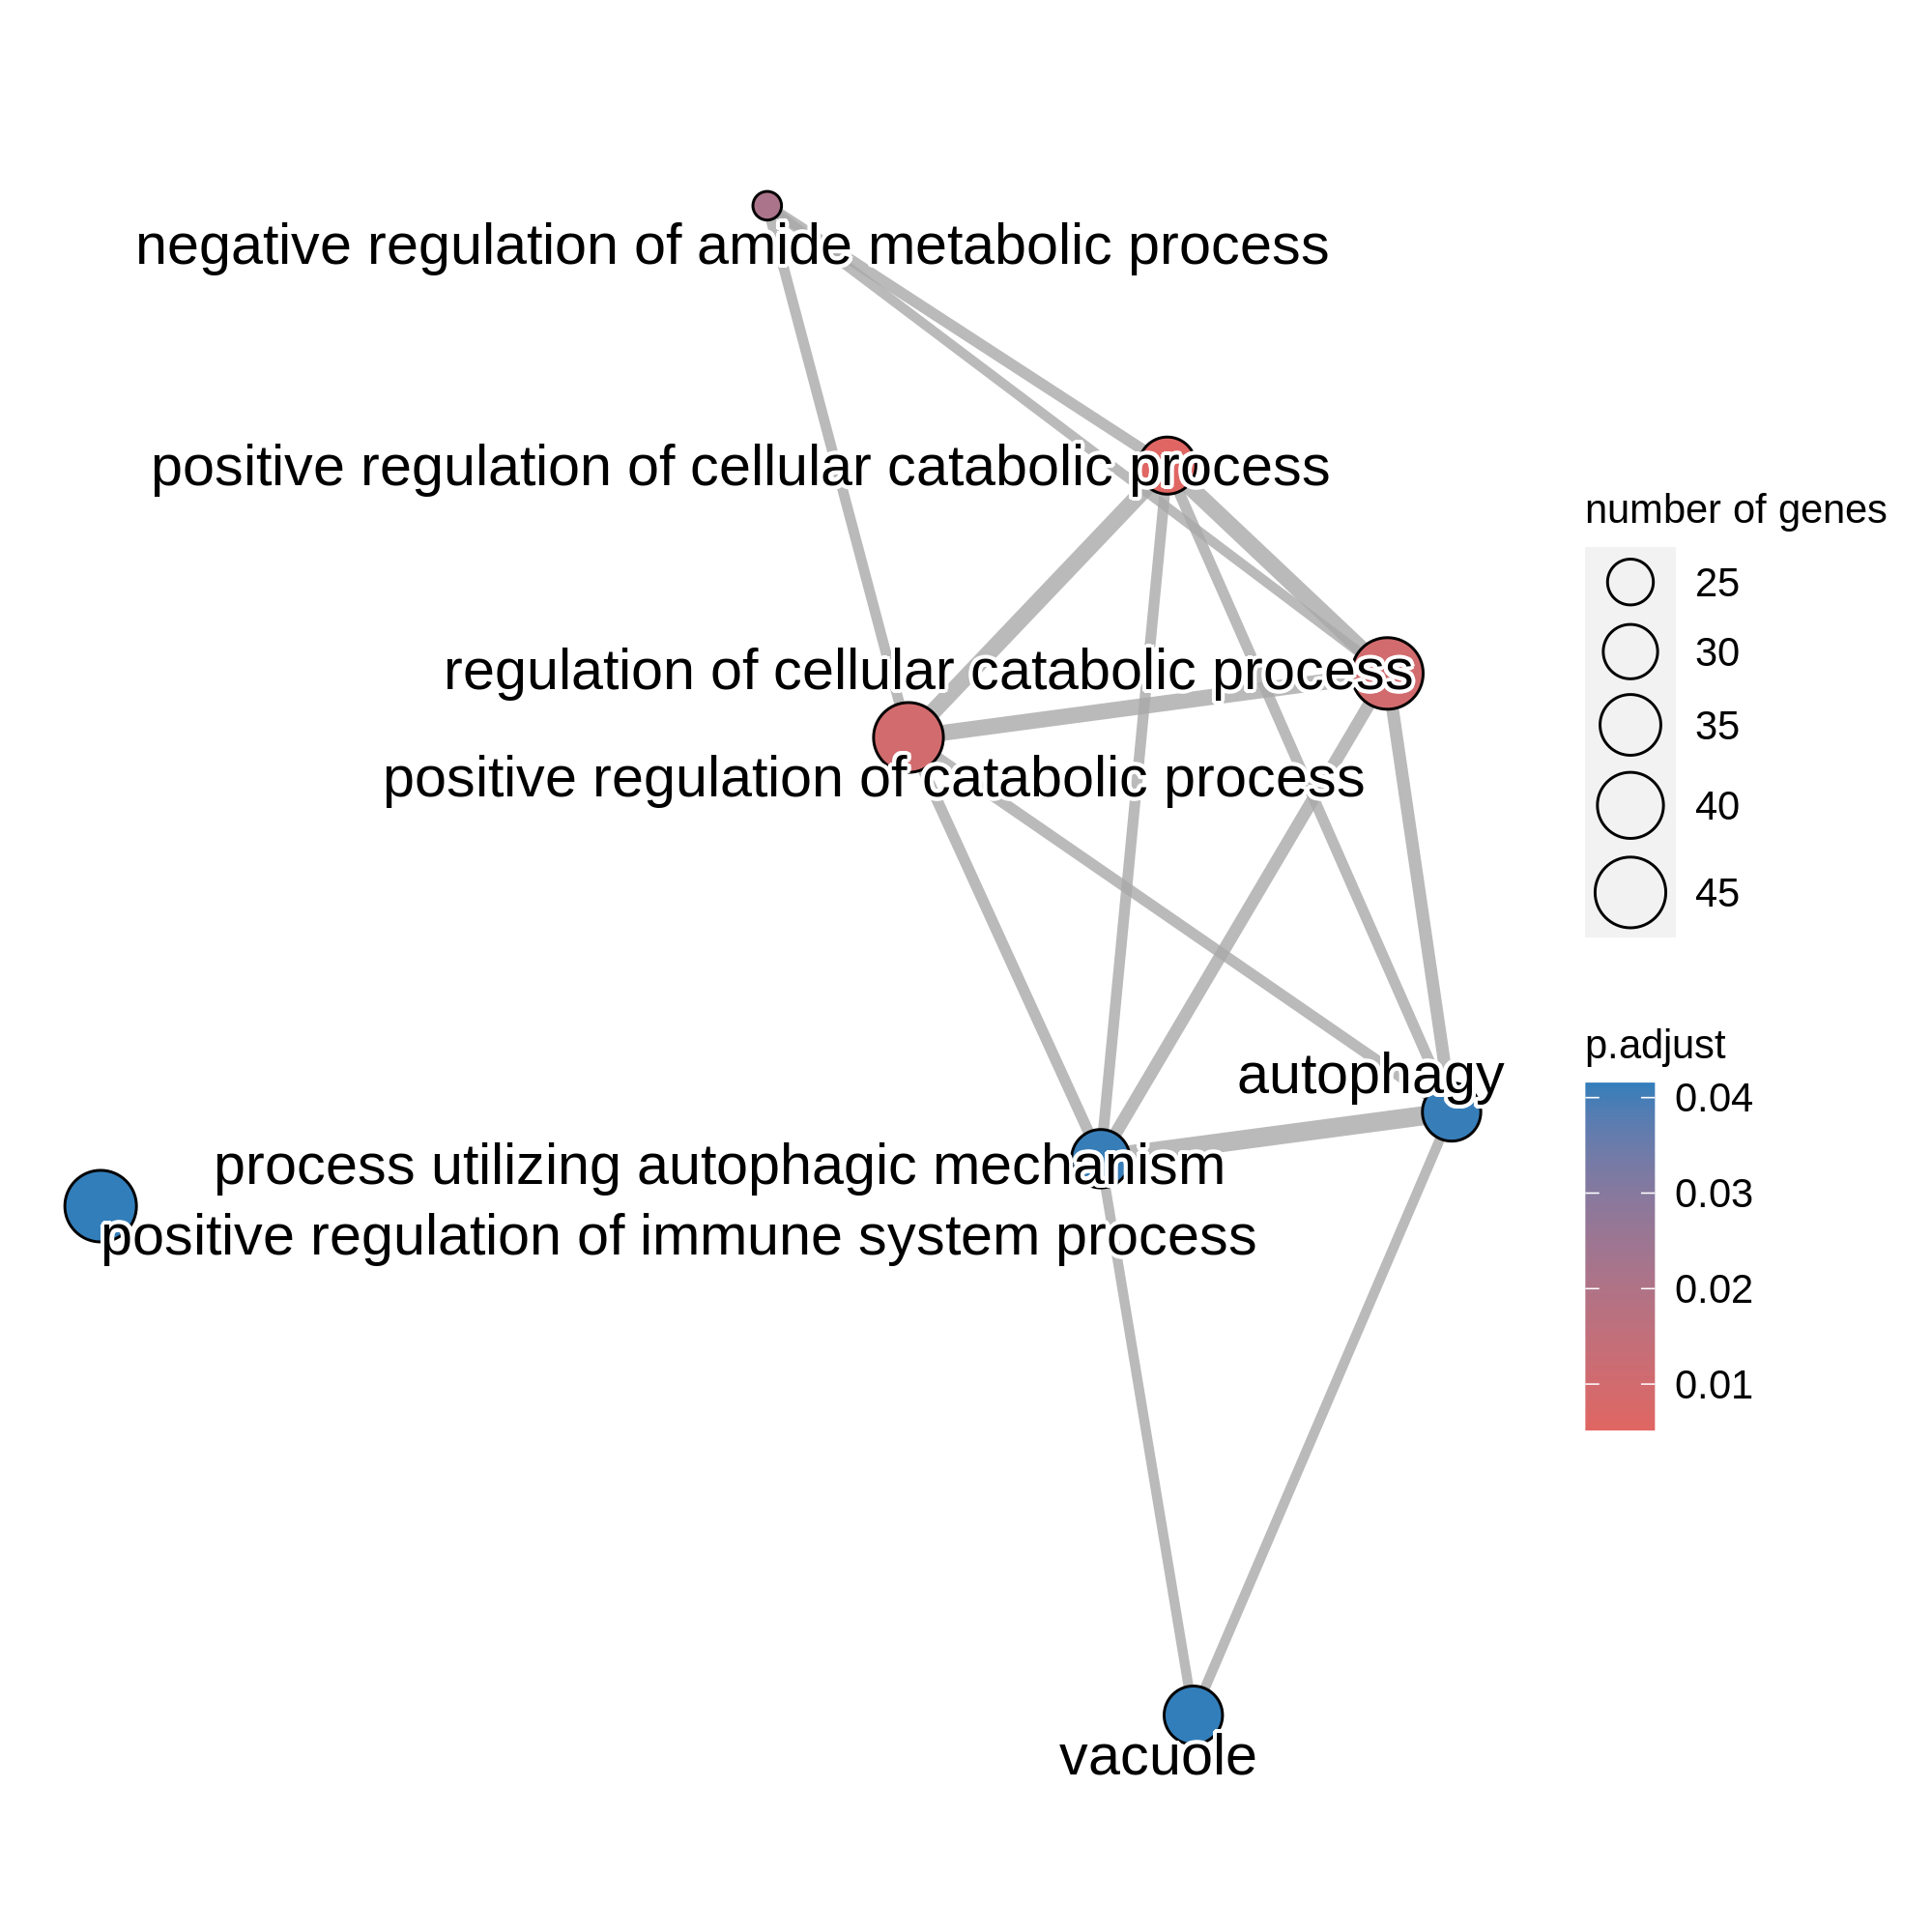 negative regulation of amide metabolic process
positive regulation of cellular catabolic process
regulation of cellular catabolic process
positive regulation of catabolic process
autophagy
process utilizing autophagic mechanism
positive regulation of immune system process
vacuole
number of genes
25
30
35
40
45
p.adjust
0.04
0.03
0.02
0.01